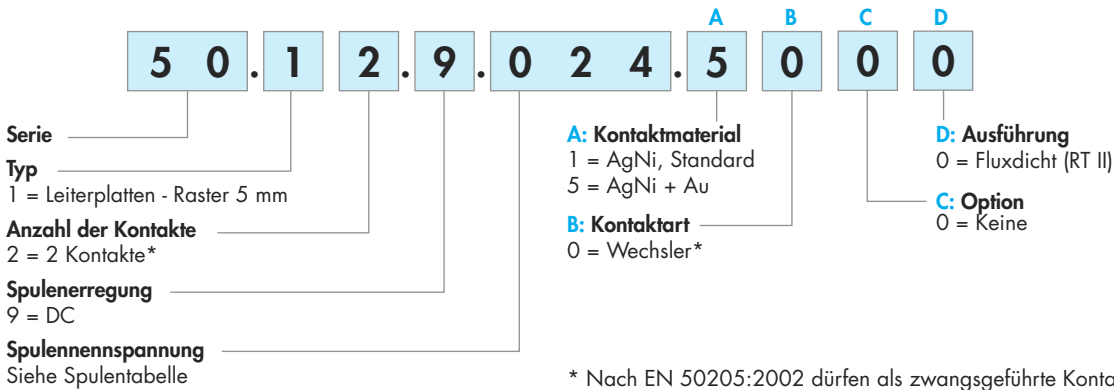 A B C D
5 0 . 1 2 . 9 . 0 2 4 . 5 0 0 0
Serie
Typ
1 = Leiterplatten - Raster 5 mm
Anzahl der Kontakte
2 = 2 Kontakte*
Spulenerregung
9 = DC
Spulennennspannung
Siehe Spulentabelle
A: Kontaktmaterial
1 = AgNi, Standard
5 = AgNi + Au
B: Kontaktart
0 = Wechsler*
D: Ausführung
0 = Fluxdicht (RT II)
C: Option
0 = Keine
* Nach EN 50205:2002 dürfen als zwangsgeführte